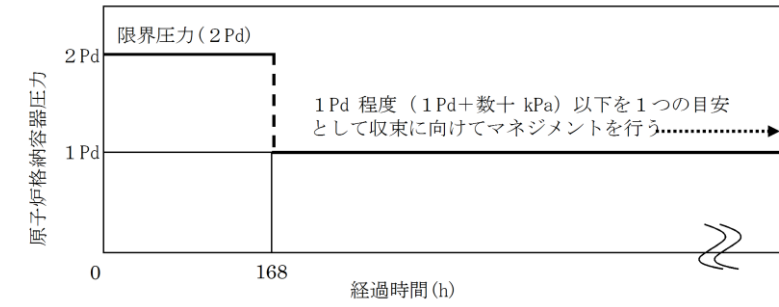 限界圧力(2Pd)
2Pd
1Pd 程度（1Pd＋数十 kPa）以下を１つの目安
として収束に向けてマネジメントを行う
1Pd
原子炉格納容器圧力
0
168
経過時間(h)